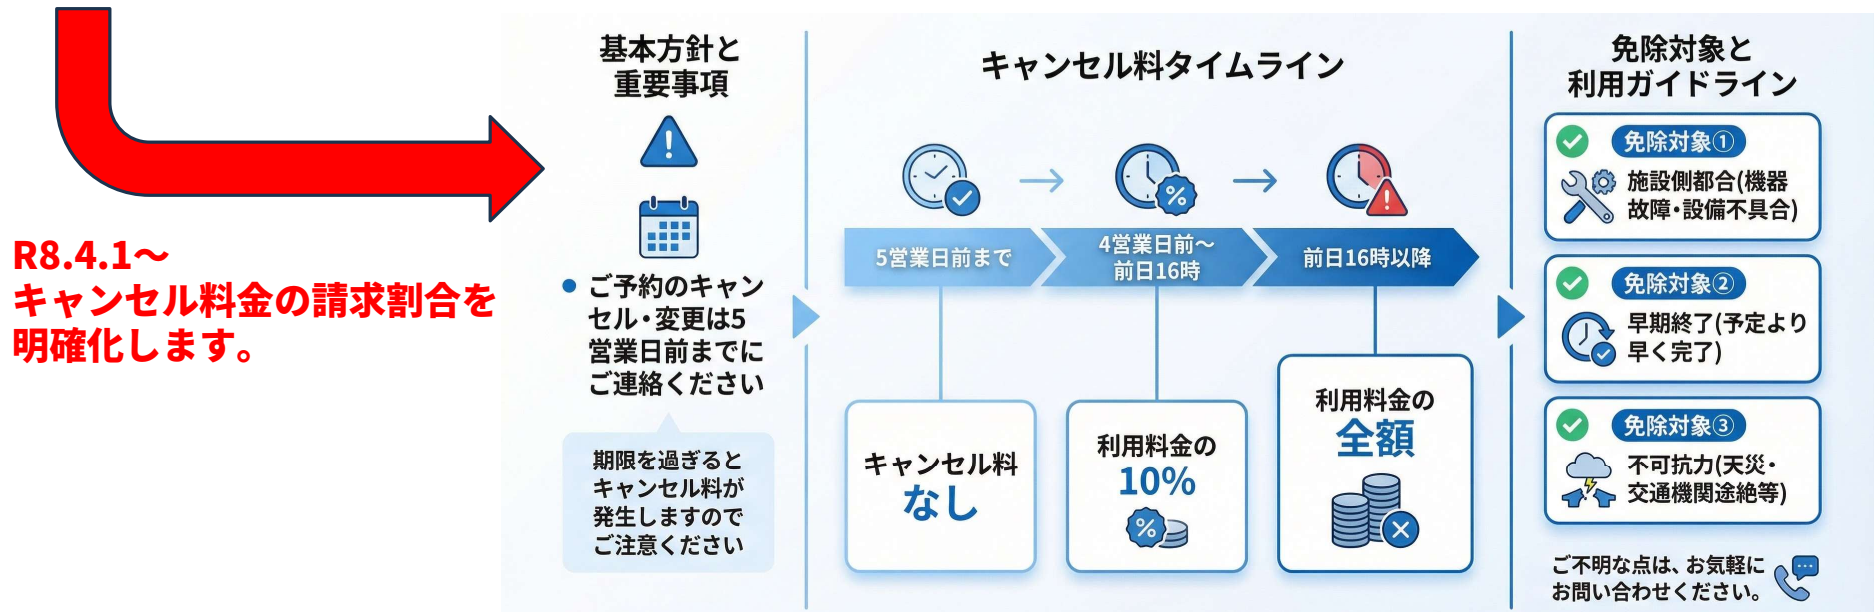 R8.4.1～
キャンセル料金の請求割合を
明確化します。
基本方針と
重要事項
ご予約のキャン
セル・変更は5
営業日前までに
ご連絡ください
期限を過ぎると
キャンセル料が
発生しますので
ご注意ください
キャンセル料タイムライン
5営業日前まで
4営業日前～
前日16時
前日16時以降
キャンセル料
なし
利用料金の
10%
%
利用料金の
全額
免除対象と
利用ガイドライン
免除対象①
施設側都合(機器
故障・設備不具合)
免除対象②
早期終了(予定より
早く完了)
免除対象③
不可抗力(天災・
交通機関途絶等)
ご不明な点は、お気軽に
お問い合わせください。